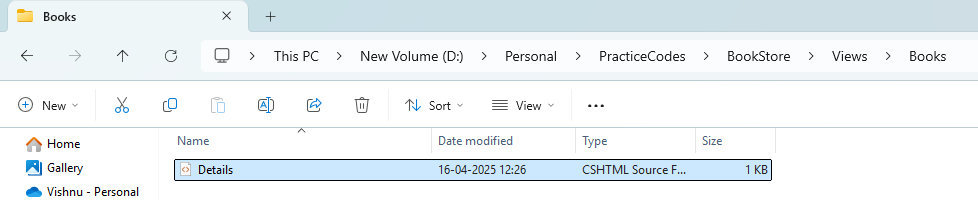 Books
This PC > New Volume (D:) > Personal > PracticeCodes > BookStore > Views > Books
New Sort View ...
Name Date modified Type Size
Home
Gallery
Vishnu - Personal
Details 16-04-2025 12:26 CSHTML Source F... 1 KB